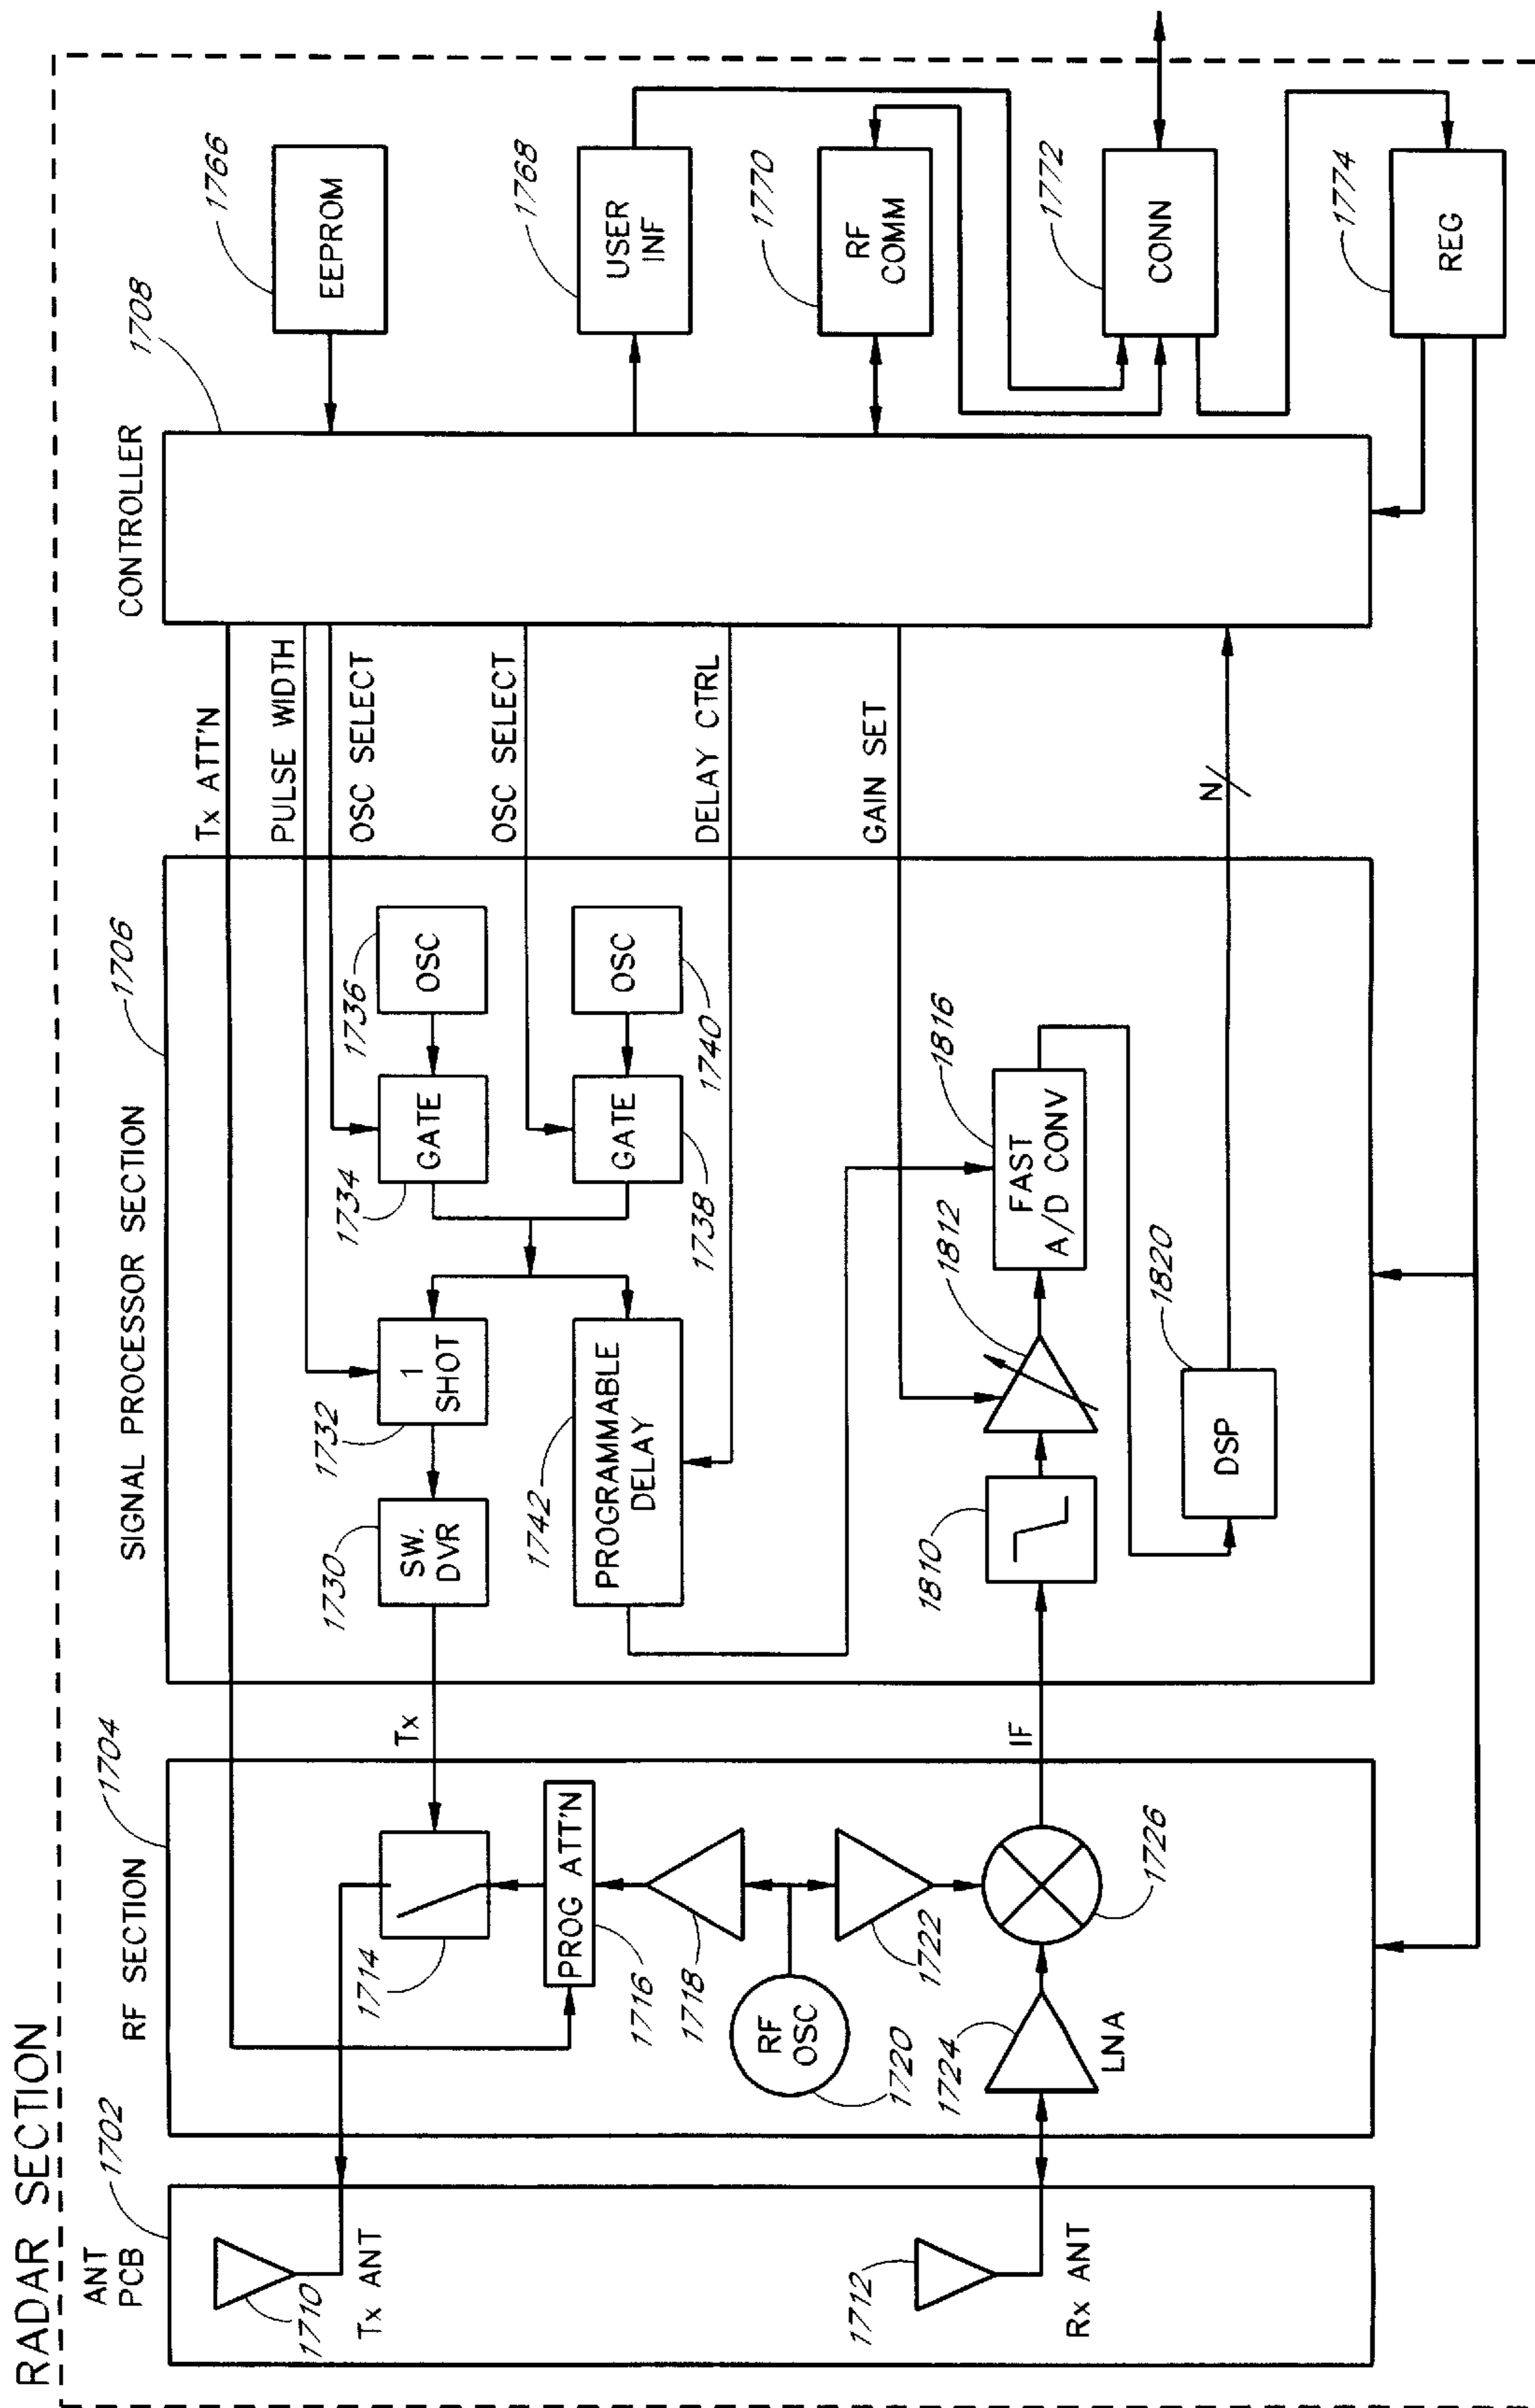 RADAR SECTION
ANT
PCB
1702
1710
Tx ANT
1712
Rx ANT
RF SECTION
1704
1714
PROG ATT'N
1716
1718
RF
OSC
1720
1722
1724
LNA
1726
Tx
IF
SIGNAL PROCESSOR SECTION
1706
SW.
DVR
1730
1
SHOT
1732
GATE
1734
OSC
1736
GATE
1738
OSC
1740
PROGRAMMABLE
DELAY
1742
1810
1812
FAST
A/D CONV
1816
DSP
1820
Tx ATT'N
PULSE WIDTH
OSC SELECT
OSC SELECT
DELAY CTRL
GAIN SET
N
CONTROLLER
1708
EEPROM
1766
USER
INF
1768
RF
COMM
1770
CONN
1772
REG
1774